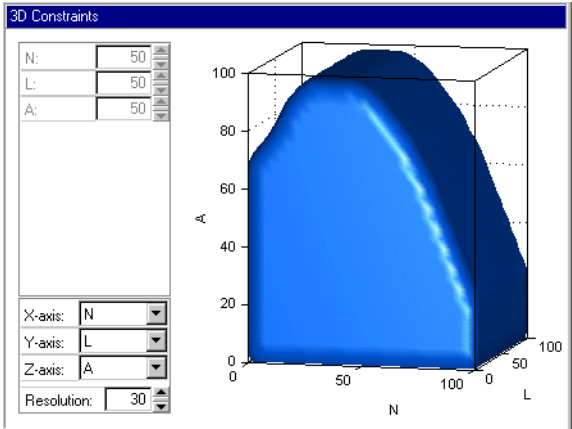 3D Constraints
N: 50
L: 50
A: 50
X-axis: N
Y-axis: L
Z-axis: A
Resolution: 30
100
80
60
40
20
0
A
0
50
100
N
0
50
100
L